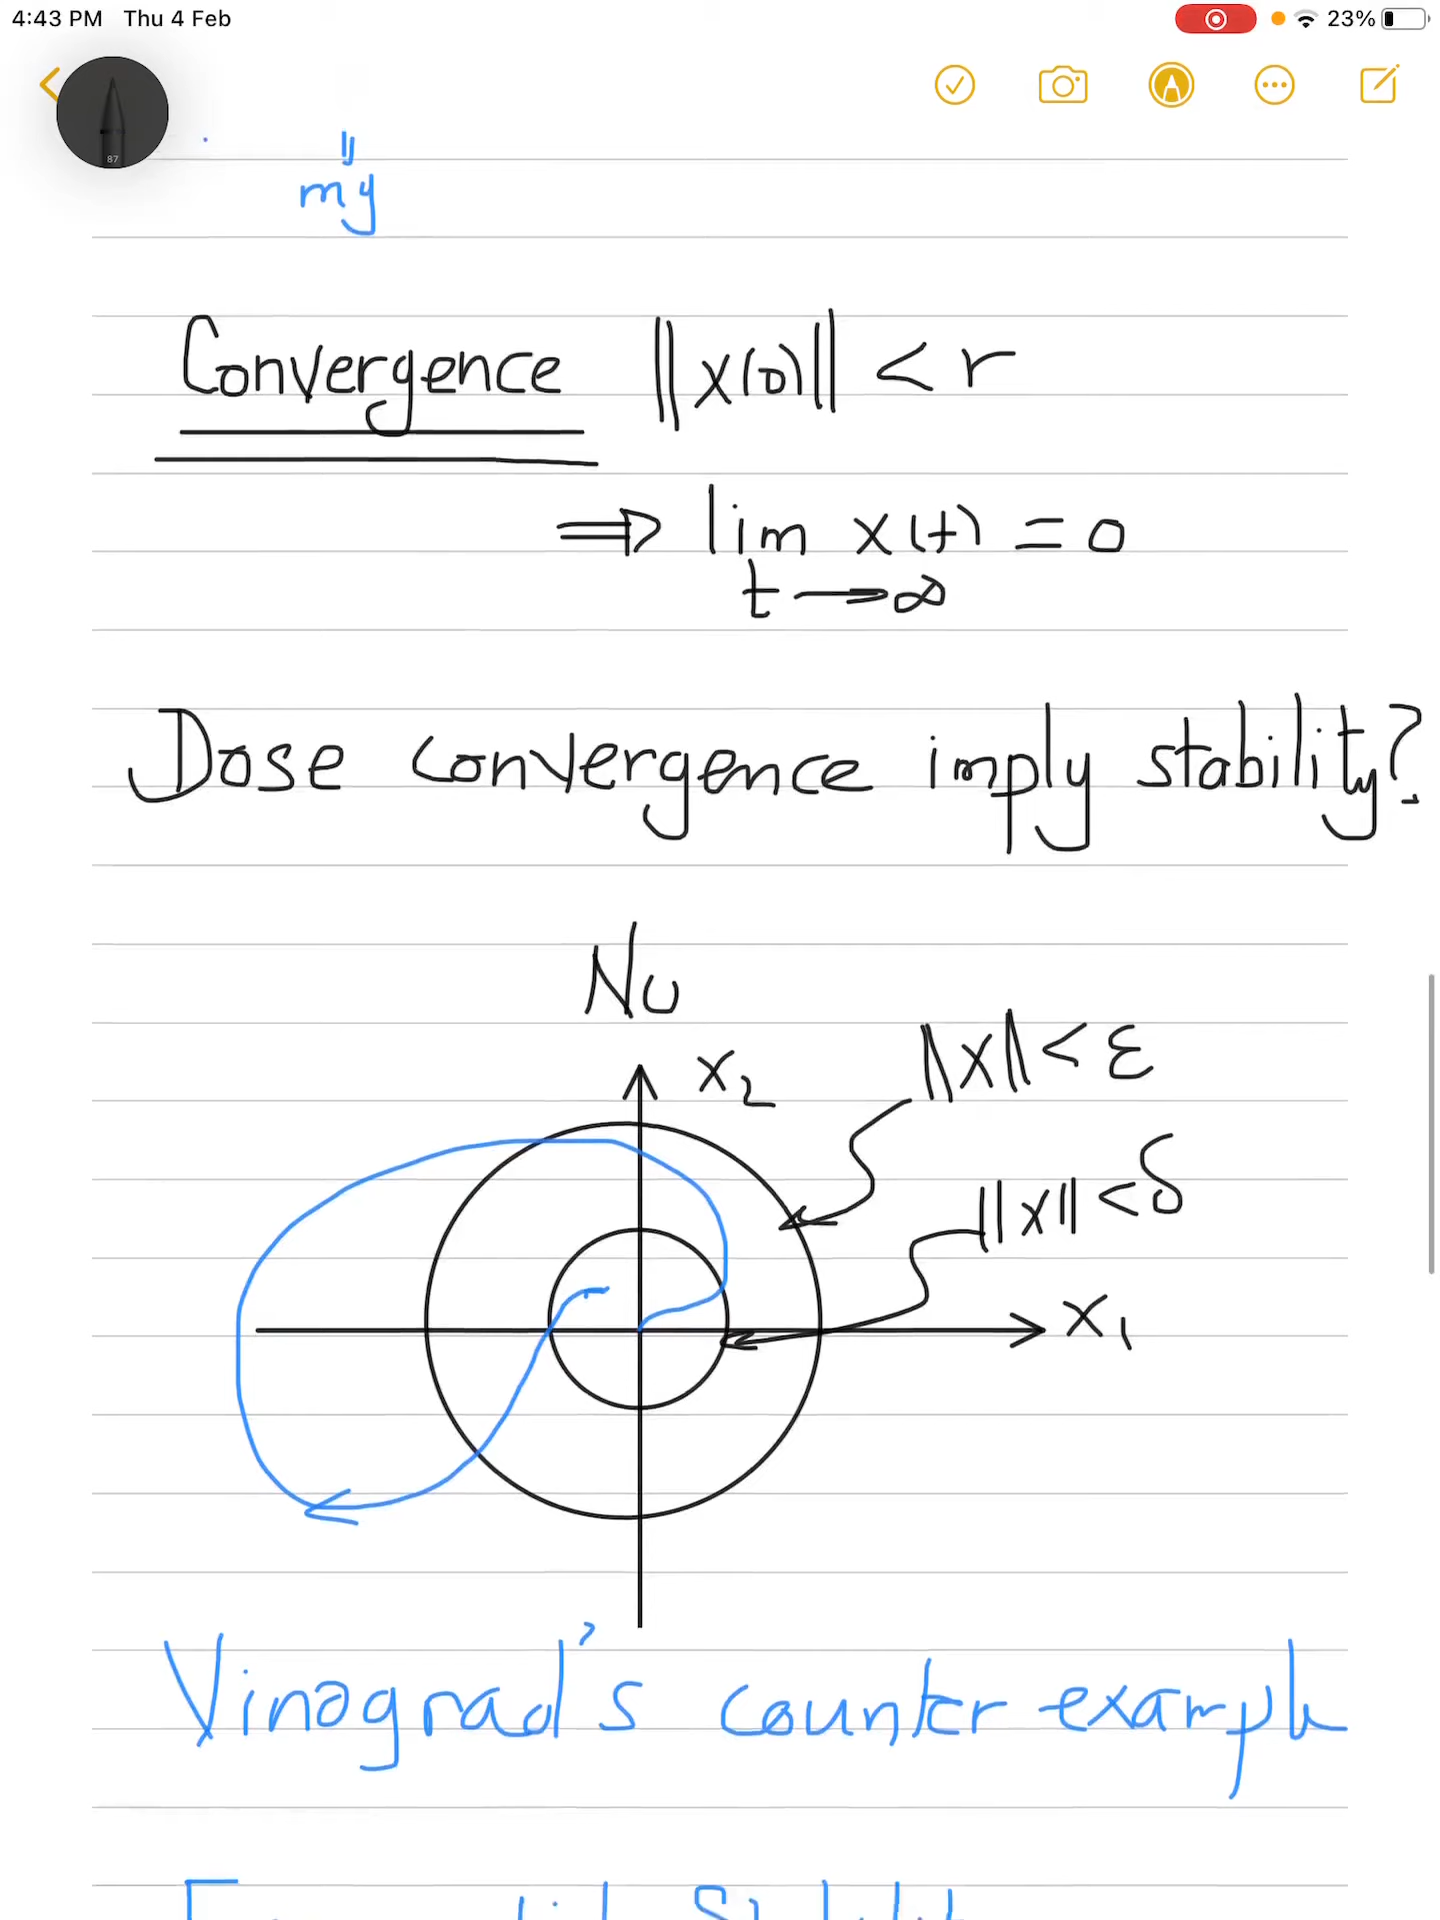 4:43 PM Thu 4 Feb
23%
87
my
Convergence ||x(0)|| < r
⇒ lim x(t) = 0
t → ∞
Dose convergence imply stability?
No
||x|| < ε
x₂
||x|| < δ
x₁
Vinograd's counter example